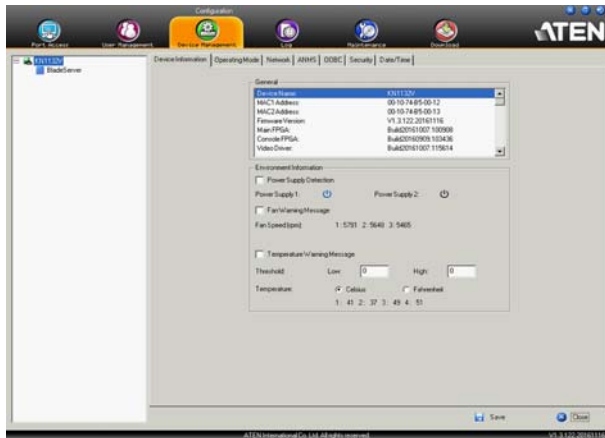 Configuration
Port Access User Management Device Management Log Maintenance Download
ATEN
KN1132V
BladeServer
Device Information Operating Mode Network ANMS OOBC Security Date/Time
General
Device Name: KN1132V
MAC1 Address: 00-10-74-B5-00-12
MAC2 Address: 00-10-74-B5-00-13
Firmware Version: V1.3.122.20161116
Main FPGA: Build20161007.100908
Console FPGA: Build20160909.103436
Video Driver: Build20161007.115614
Environment Information
Power Supply Detection
Power Supply 1: Power Supply 2:
Fan Warning Message
Fan Speed(rpm) 1 : 5781 2 : 5648 3 : 5465
Temperature Warning Message
Threshold: Low: 0 High: 0
Temperature: Celsius Fahrenheit
1 : 41 2 : 37 3 : 49 4 : 51
Save Close
ATEN International Co. Ltd. All rights reserved. V1.3.122.20161116